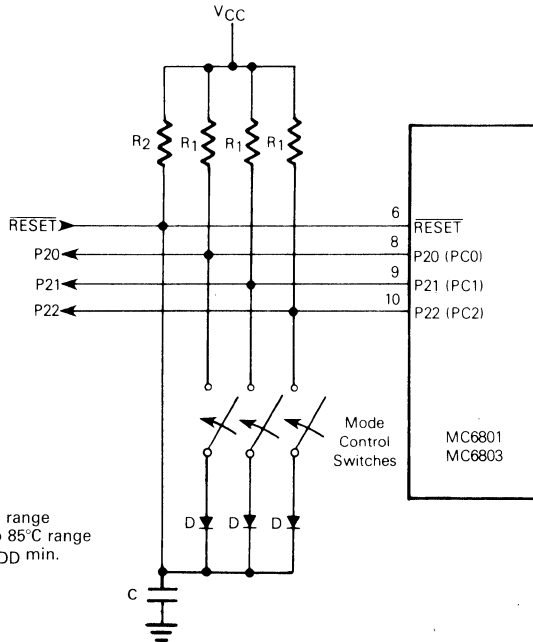 VCC
R2 R1 R1 R1
RESET 6 RESET
P20 8 P20 (PC0)
P21 9 P21 (PC1)
P22 10 P22 (PC2)
Mode
Control
Switches
MC6801
MC6803
D D D
range
85°C range
DD min.
C